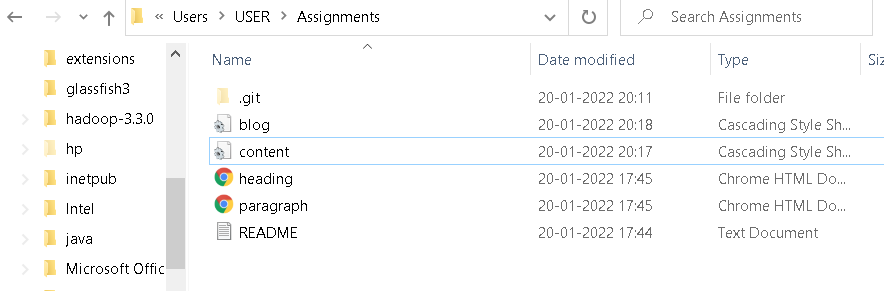 « Users > USER > Assignments
Search Assignments
extensions
glassfish3
hadoop-3.3.0
hp
inetpub
Intel
java
Microsoft Offic
Name Date modified Type Siz
.git 20-01-2022 20:11 File folder
blog 20-01-2022 20:18 Cascading Style Sh...
content 20-01-2022 20:17 Cascading Style Sh...
heading 20-01-2022 17:45 Chrome HTML Do...
paragraph 20-01-2022 17:45 Chrome HTML Do...
README 20-01-2022 17:44 Text Document